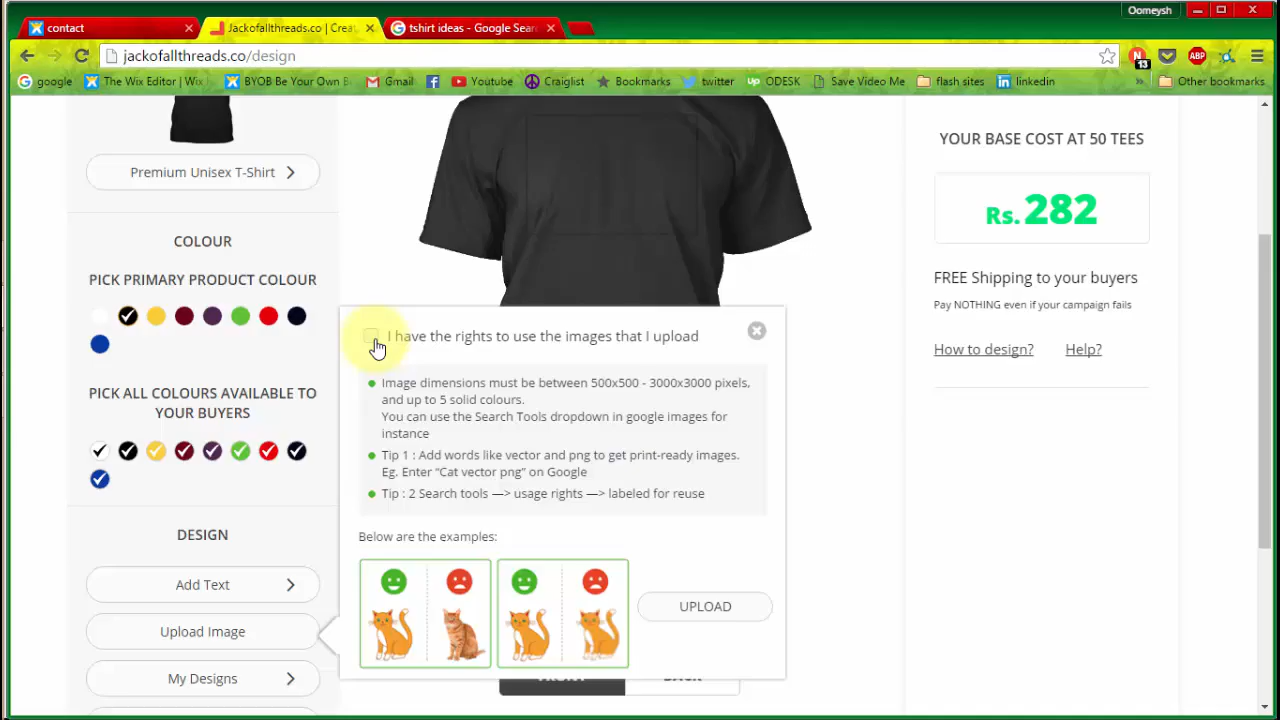 Oomeysh
contact
Jackofallthreads.co | Crea
tshirt ideas - Google Sear
jackofallthreads.co/design
13
ABP
google
The Wix Editor | Wix
BYOB Be Your Own B
Gmail
Youtube
Craiglist
Bookmarks
twitter
up
ODESK
Save Video Me
flash sites
linkedin
»
Other bookmarks
Premium Unisex T-Shirt
COLOUR
PICK PRIMARY PRODUCT COLOUR
PICK ALL COLOURS AVAILABLE TO
YOUR BUYERS
DESIGN
Add Text
Upload Image
My Designs
I have the rights to use the images that I upload
Image dimensions must be between 500x500 - 3000x3000 pixels,
and up to 5 solid colours.
You can use the Search Tools dropdown in google images for
instance
Tip 1 : Add words like vector and png to get print-ready images.
Eg. Enter “Cat vector png” on Google
Tip : 2 Search tools —> usage rights —> labeled for reuse
Below are the examples:
UPLOAD
FRONT
BACK
YOUR BASE COST AT 50 TEES
Rs. 282
FREE Shipping to your buyers
Pay NOTHING even if your campaign fails
How to design?
Help?